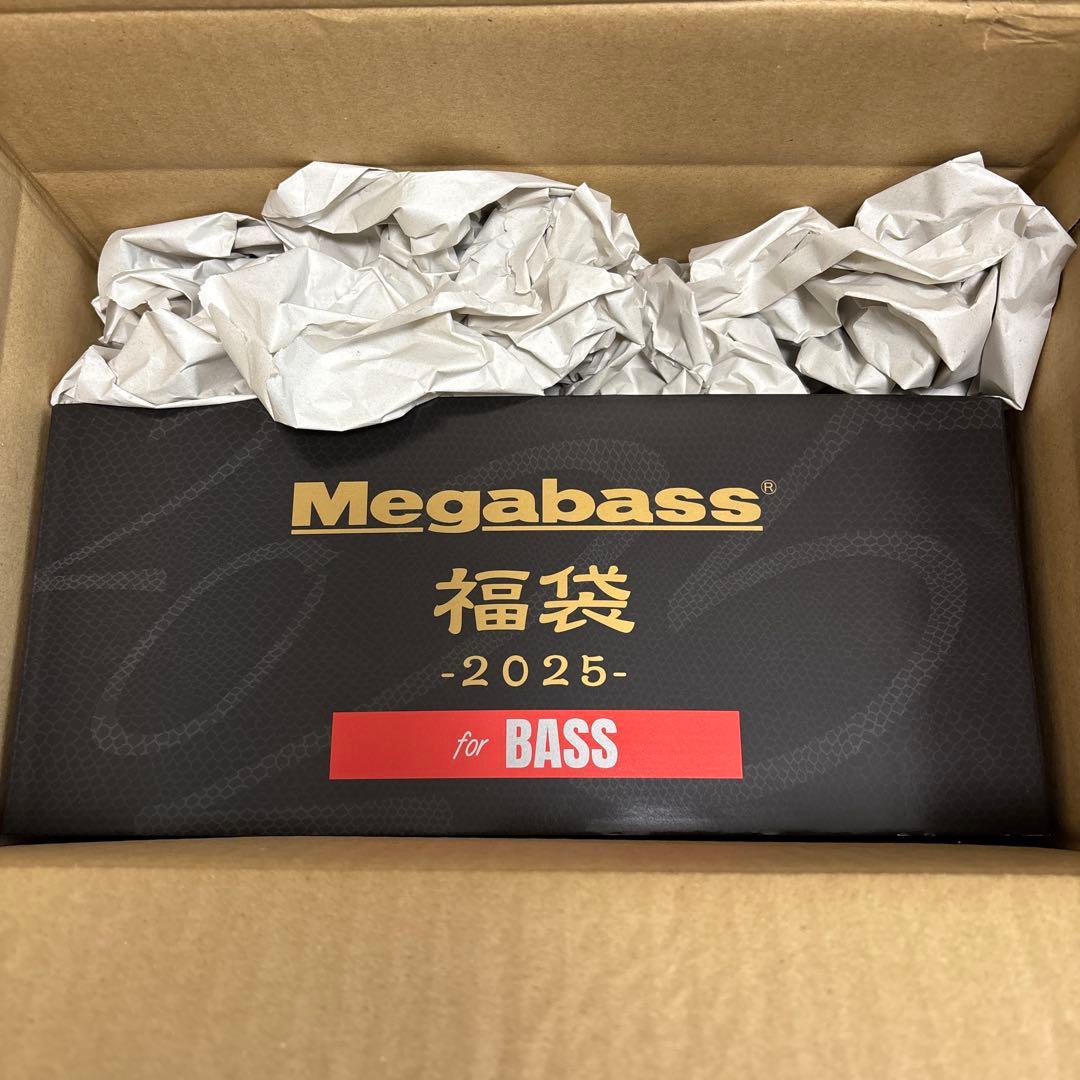 Megabass®
福袋
-2025-
for BASS